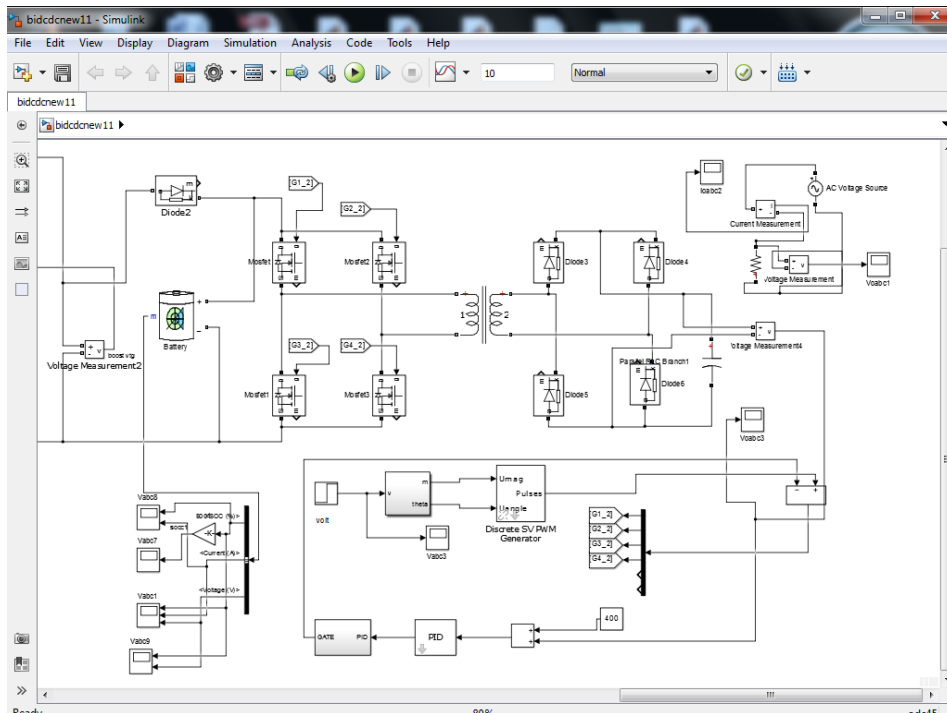 bidcdcnew11 - Simulink
File Edit View Display Diagram Simulation Analysis Code Tools Help
10
Normal
bidcdcnew11
bidcdcnew11
m
Diode2
[G1_2]
[G2_2]
Mosfet
Mosfet2
Diode3
Diode4
Ioabc2
AC Voltage Source
Current Measurement
Voltage Measurement
Voabc1
m
Battery
boost vtg
Voltage Measurement2
1
2
[G3_2]
[G4_2]
Mosfet1
Mosfet3
Diode5
Diode6
Voltage Measurement4
Voabc3
Vabc8
Vabc7
Vabc1
Vabc9
-K-
<Current (A)>
<Voltage (V)>
volt
v
m
theta
Vabc3
Umag
Uangle
Pulses
Discrete SV PWM
Generator
[G1_2]
[G2_2]
[G3_2]
[G4_2]
GATE PID
PID
400
Ready
80%
ode45